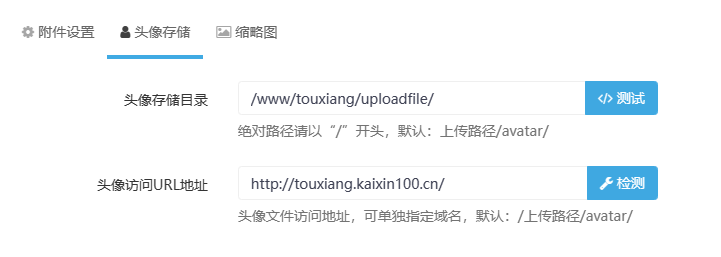 附件设置 头像存储 缩略图
头像存储目录 /www/touxiang/uploadfile/ </> 测试
绝对路径请以“/”开头，默认：上传路径/avatar/
头像访问URL地址 http://touxiang.kaixin100.cn/ 检测
头像文件访问地址，可单独指定域名，默认：/上传路径/avatar/